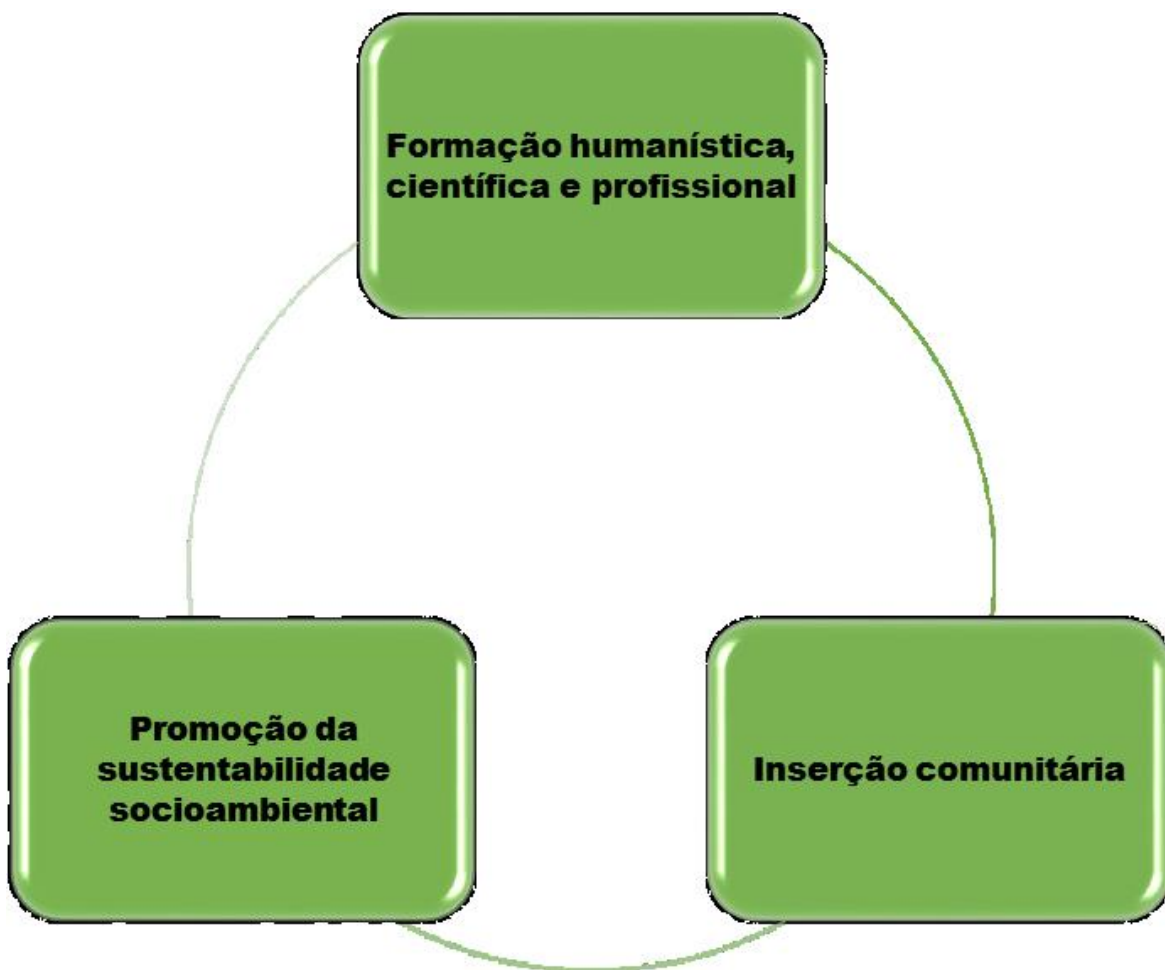 Formação humanística,
científica e profissional
Promoção da
sustentabilidade
socioambiental
Inserção comunitária